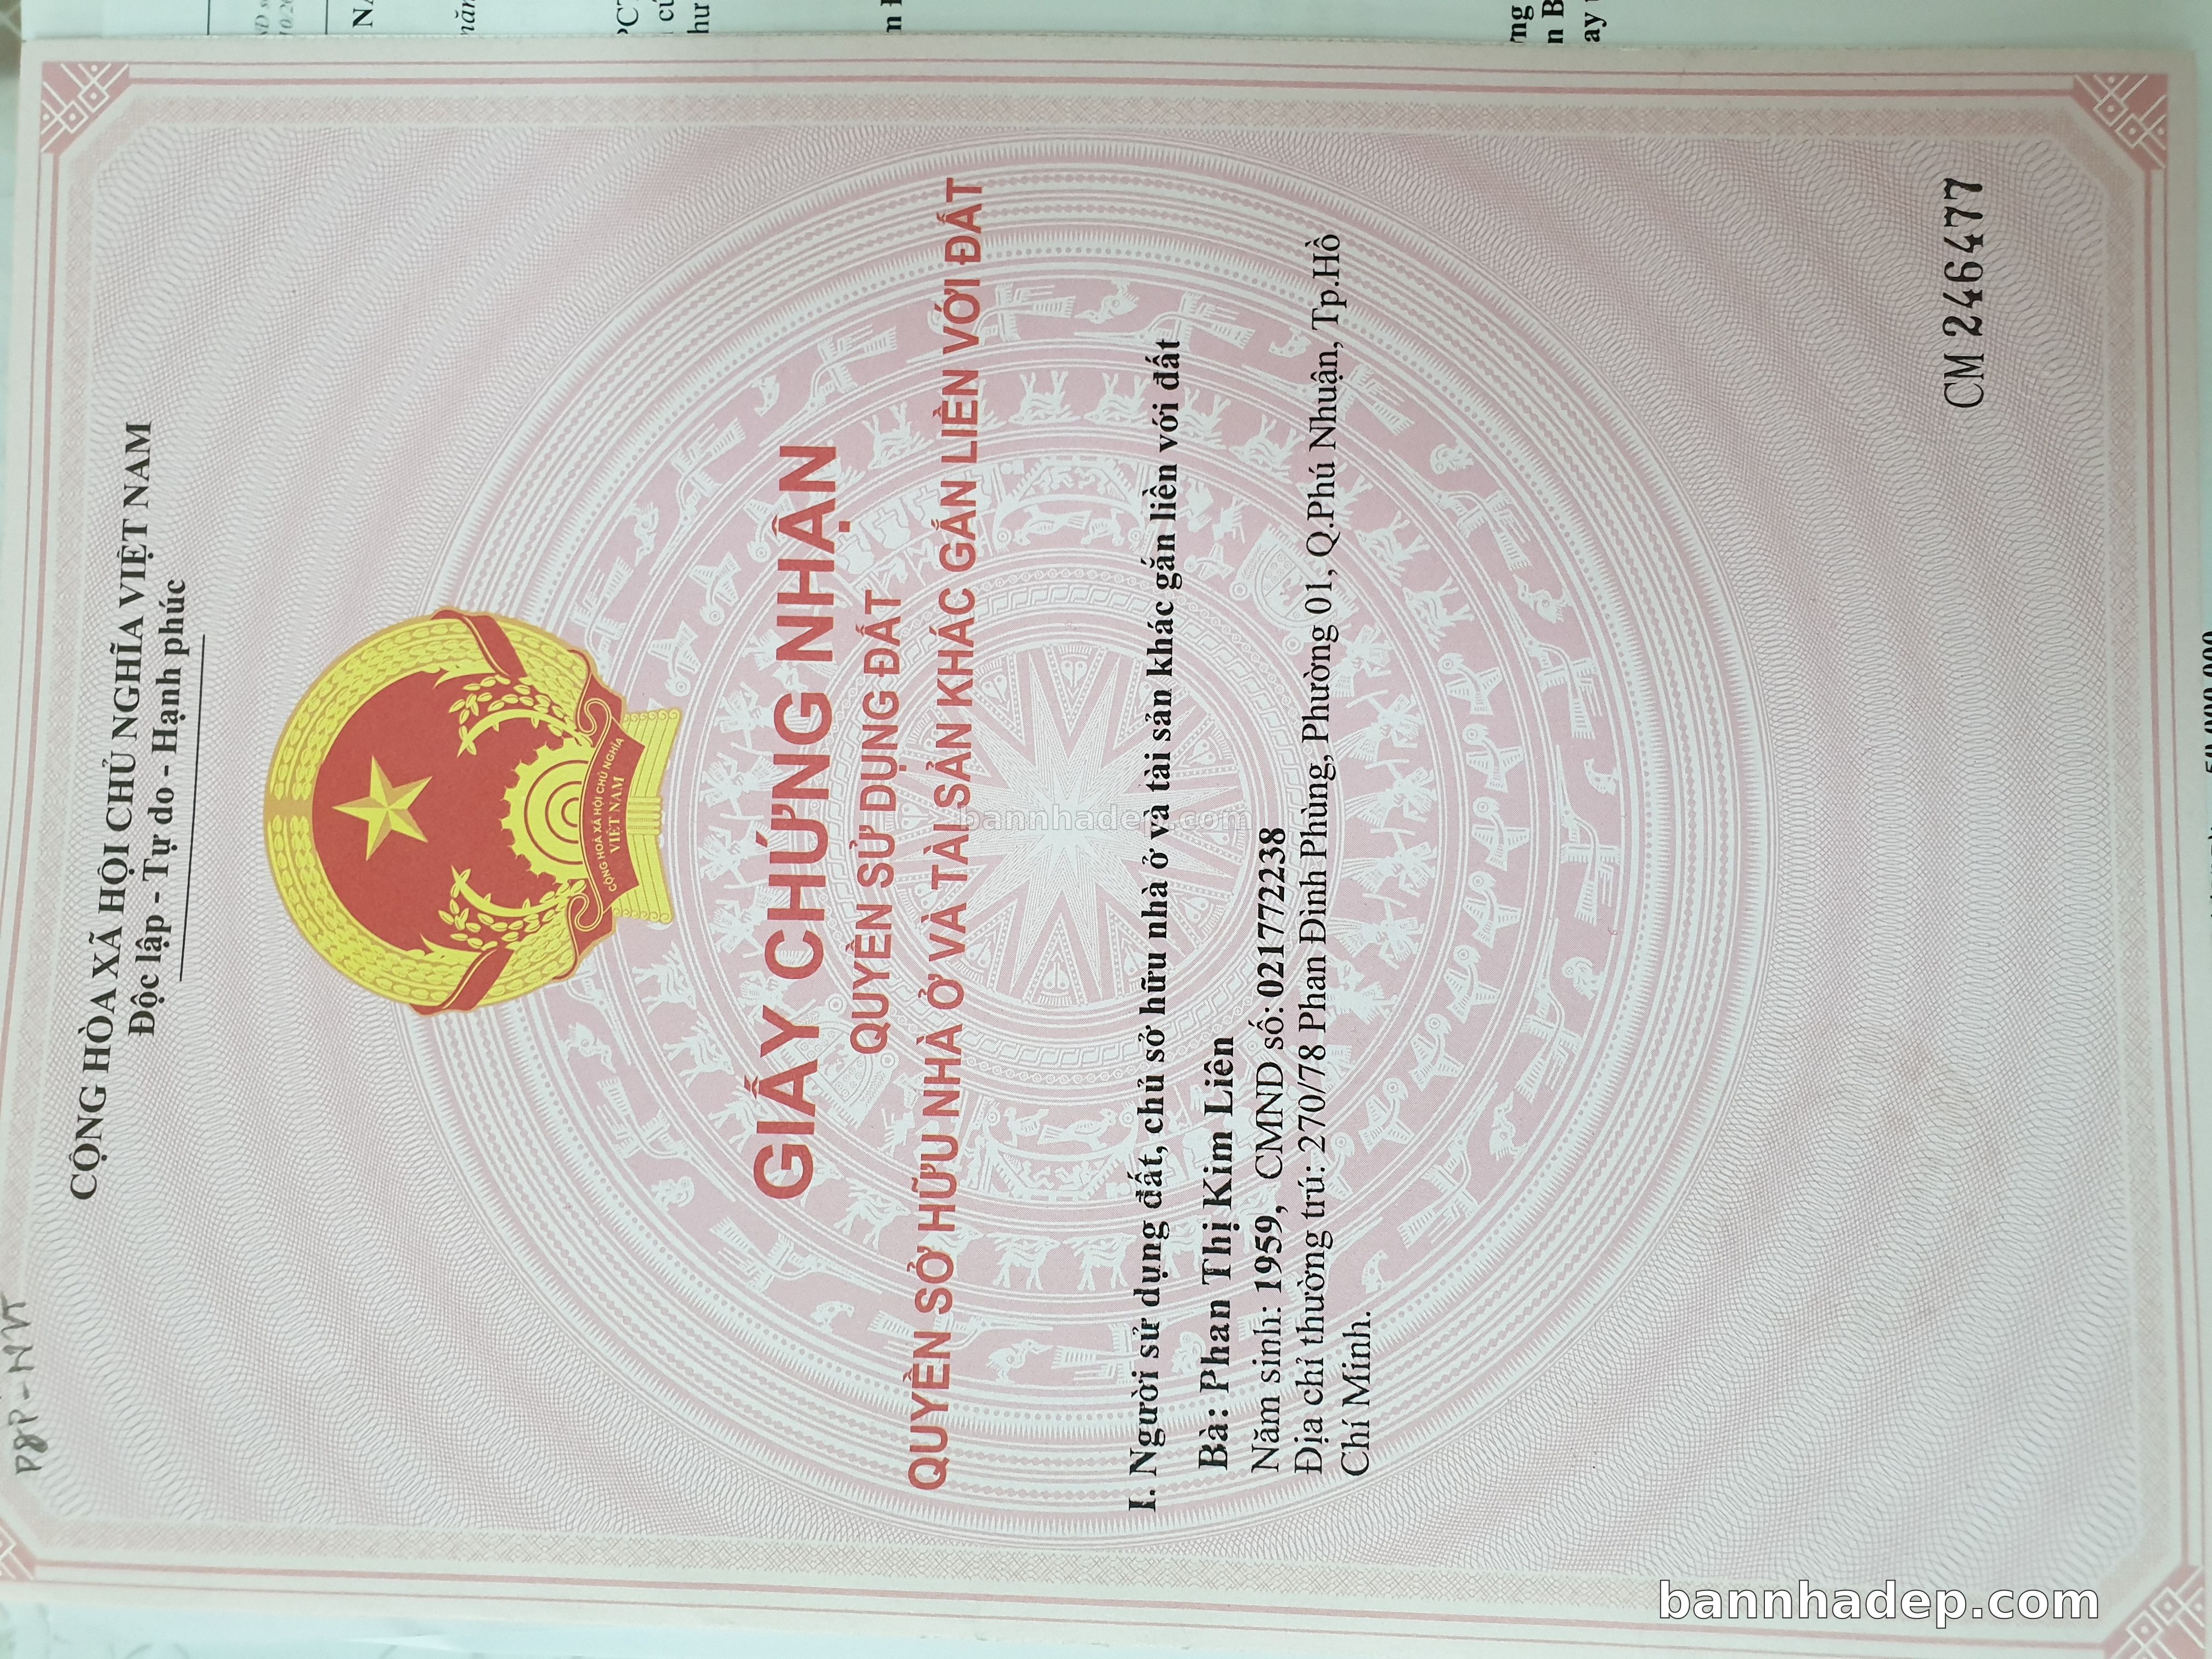 P8P-NVT
CỘNG HÒA XÃ HỘI CHỦ NGHĨA VIỆT NAM
Độc lập - Tự do - Hạnh phúc
CỘNG HOÀ XÃ HỘI CHỦ NGHĨA
VIỆT NAM
GIẤY CHỨNG NHẬN
QUYỀN SỬ DỤNG ĐẤT
QUYỀN SỞ HỮU NHÀ Ở VÀ TÀI SẢN KHÁC GẮN LIỀN VỚI ĐẤT
bannhadep.com
I. Người sử dụng đất, chủ sở hữu nhà ở và tài sản khác gắn liền với đất
Bà: Phan Thị Kim Liên
Năm sinh: 1959, CMND số: 021772238
Địa chỉ thường trú: 270/78 Phan Đình Phùng, Phường 01, Q.Phú Nhuận, Tp.Hồ
Chí Minh.
CM 246477
bannhadep.com